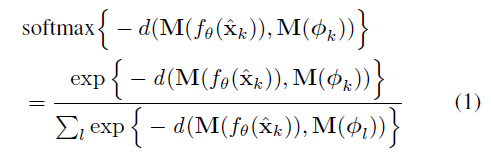 softmax{ − d(M(f_θ(x̂_k)), M(ϕ_k))}
= exp{ − d(M(f_θ(x̂_k)), M(ϕ_k))} / ∑_l exp{ − d(M(f_θ(x̂_k)), M(ϕ_l))} (1)